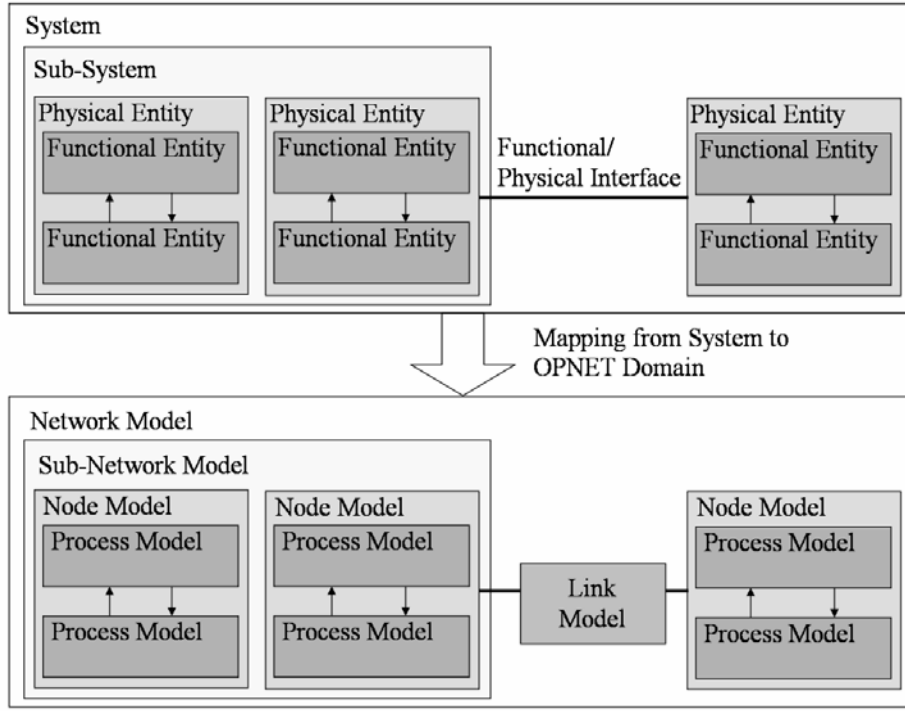 System
Sub-System
Physical Entity
Functional Entity
Functional Entity
Physical Entity
Functional Entity
Functional Entity
Functional/
Physical Interface
Physical Entity
Functional Entity
Functional Entity
Mapping from System to
OPNET Domain
Network Model
Sub-Network Model
Node Model
Process Model
Process Model
Node Model
Process Model
Process Model
Link
Model
Node Model
Process Model
Process Model